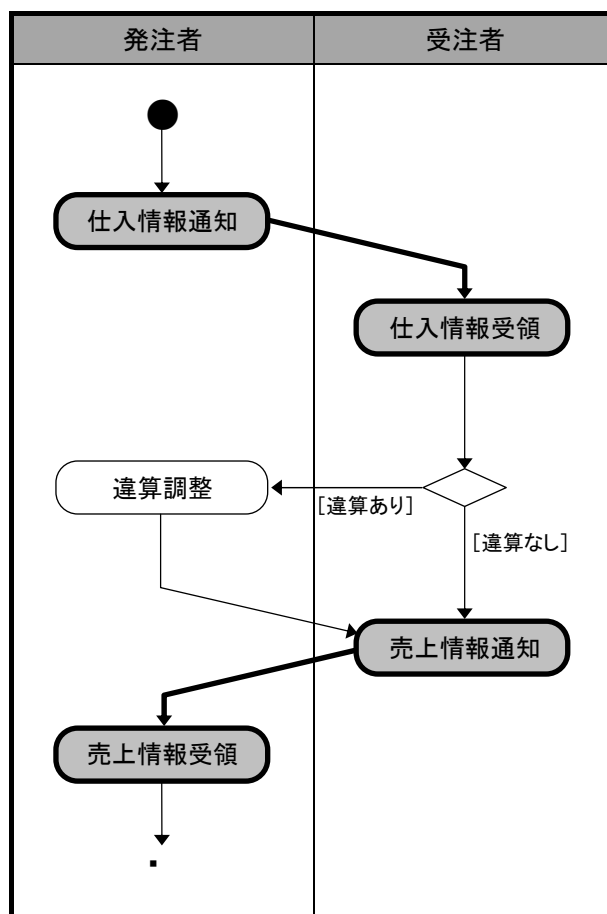 発注者
受注者
仕入情報通知
仕入情報受領
違算調整
[違算あり]
[違算なし]
売上情報通知
売上情報受領